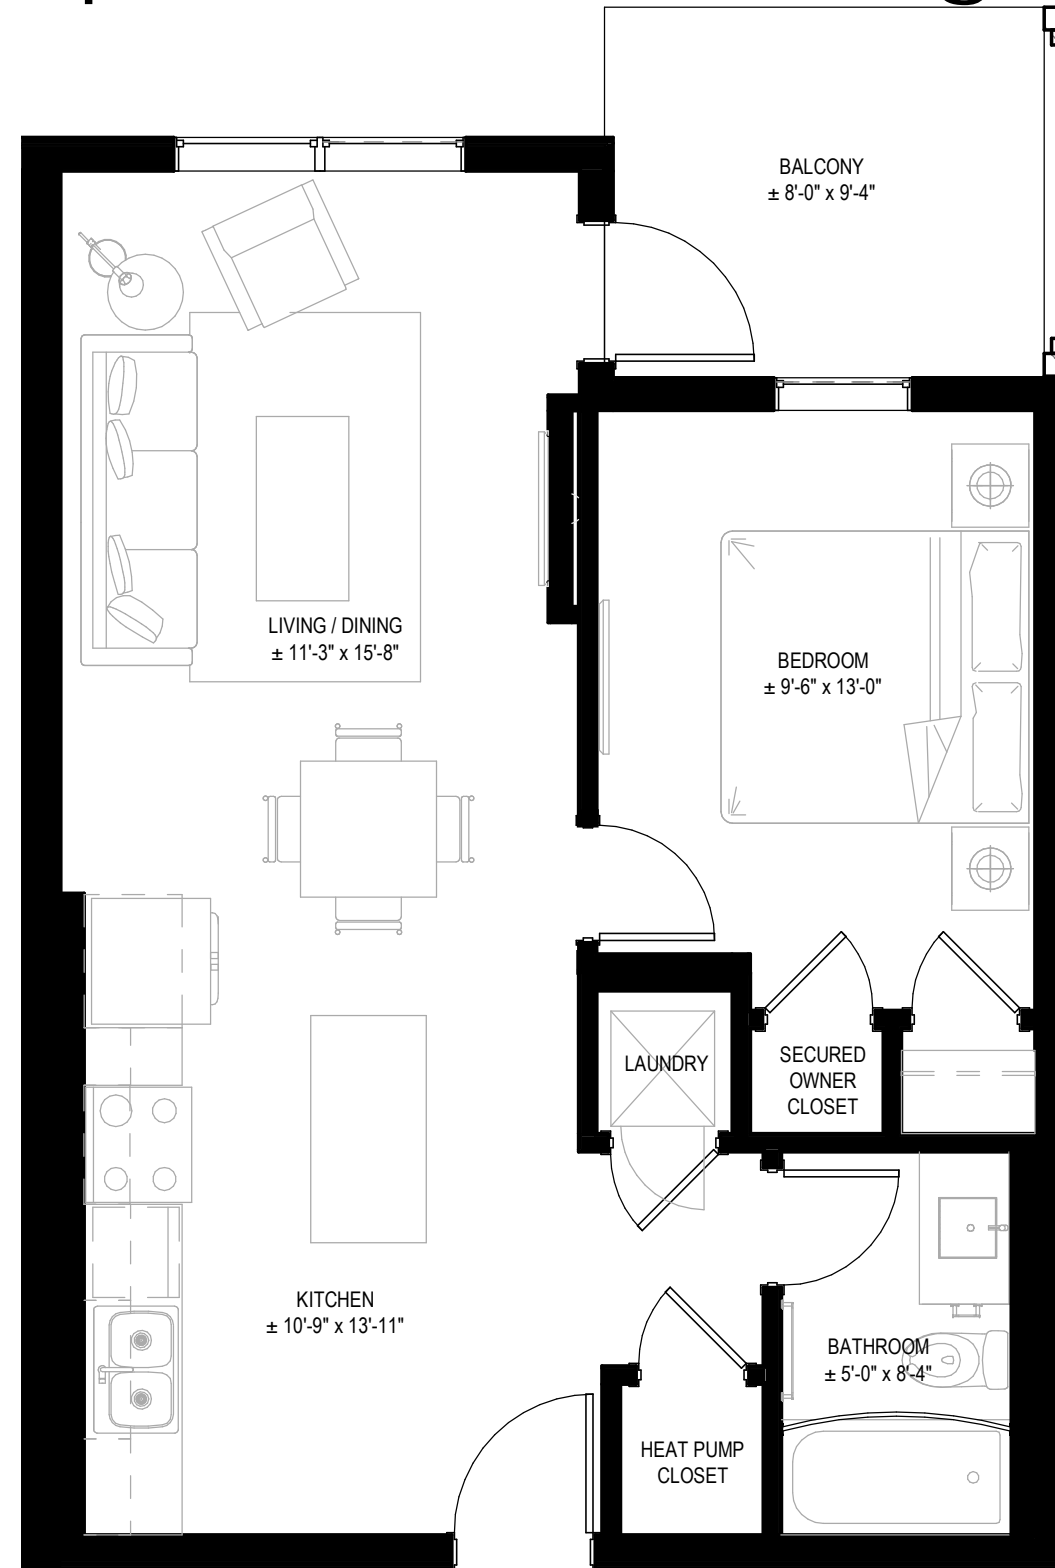 BALCONY
± 8'-0" x 9'-4"
LIVING / DINING
± 11'-3" x 15'-8"
BEDROOM
± 9'-6" x 13'-0"
LAUNDRY
SECURED
OWNER
CLOSET
KITCHEN
± 10'-9" x 13'-11"
BATHROOM
± 5'-0" x 8'-4"
HEAT PUMP
CLOSET